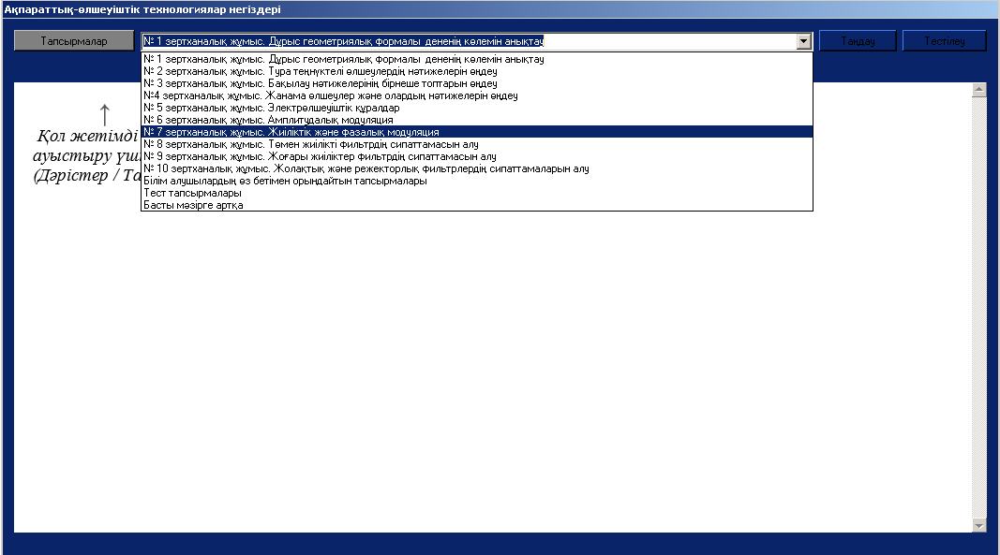 Ақпараттық-өлшеуіштік технологиялар негіздері
Тапсырмалар
№ 1 зертханалық жұмыс. Дұрыс геометриялық формалы дененің көлемін анықтау
Таңдау
Тестілеу
№ 1 зертханалық жұмыс. Дұрыс геометриялық формалы дененің көлемін анықтау
№ 2 зертханалық жұмыс. Тура теңнүктелі өлшеулердің нәтижелерін өңдеу
№ 3 зертханалық жұмыс. Бақылау нәтижелерінің бірнеше топтарын өңдеу
№4 зертханалық жұмыс. Жанама өлшеулер және олардың нәтижелерін өңдеу
№ 5 зертханалық жұмыс. Электрөлшеуіштік құралдар
№ 6 зертханалық жұмыс. Амплитудалық модуляция
№ 7 зертханалық жұмыс. Жиіліктік және фазалық модуляция
№ 8 зертханалық жұмыс. Төмен жиілікті фильтрдің сипаттамасын алу
№ 9 зертханалық жұмыс. Жоғары жиіліктер фильтрдің сипаттамасын алу
№ 10 зертханалық жұмыс. Жолақтық және режекторлық фильтрлердің сипаттамаларын алу
Білім алушылардың өз бетімен орындайтын тапсырмалары
Тест тапсырмалары
Басты мәзірге артқа
↑
Қол жетімді
ауыстыру үші
(Дәрістер / Та